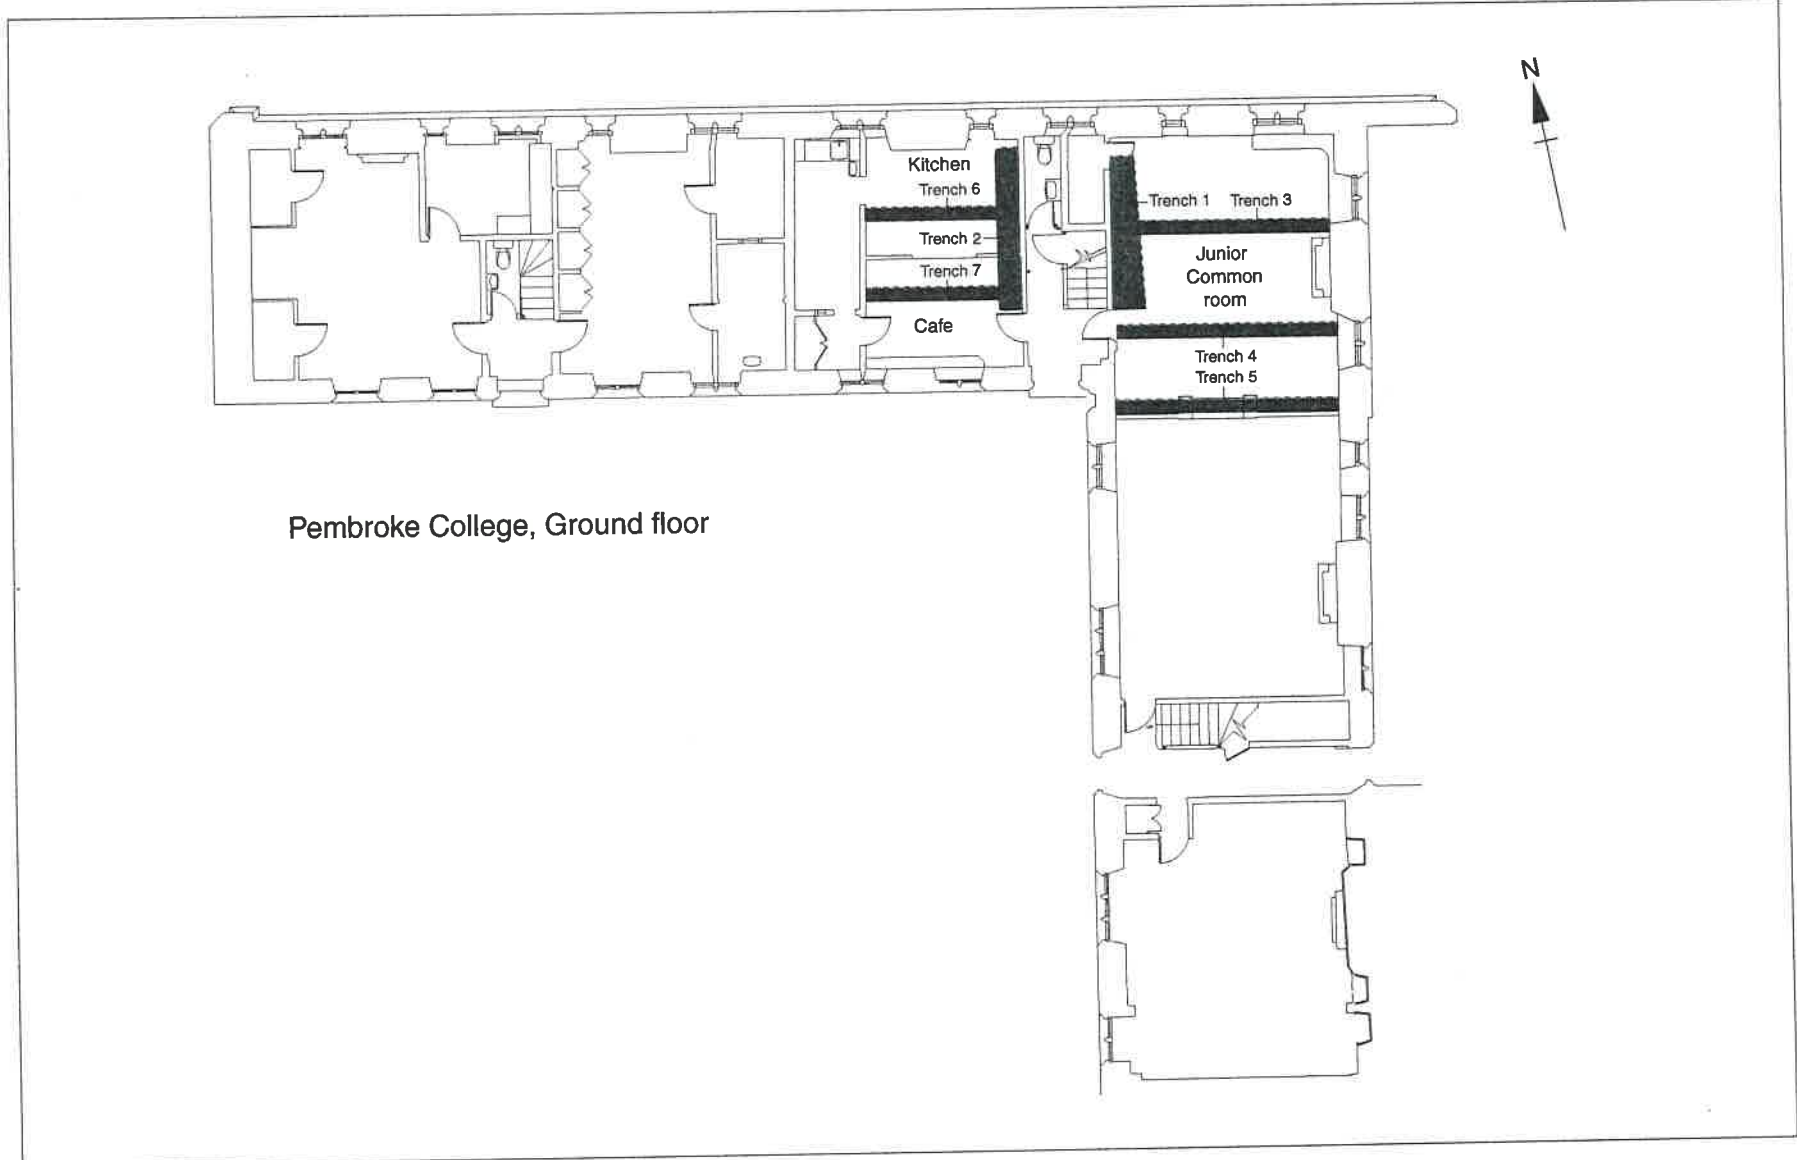 N
Kitchen
Trench 6
Trench 1 Trench 3
Trench 2
Trench 7
Junior
Common
room
Cafe
Trench 4
Trench 5
Pembroke College, Ground floor